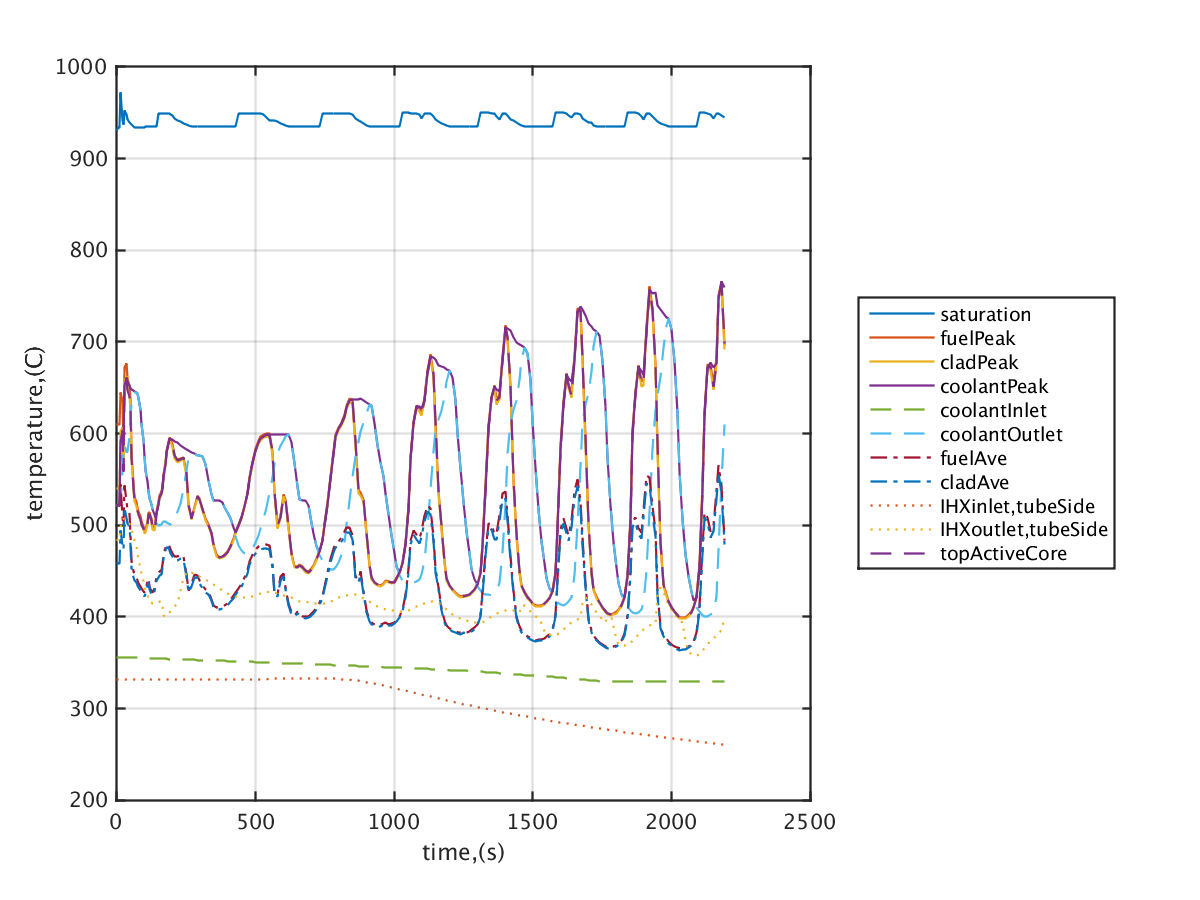 1000
900
800
700
600
500
400
300
200
temperature,(C)
0 500 1000 1500 2000 2500
time,(s)
saturation
fuelPeak
cladPeak
coolantPeak
coolantInlet
coolantOutlet
fuelAve
cladAve
IHXinlet,tubeSide
IHXoutlet,tubeSide
topActiveCore